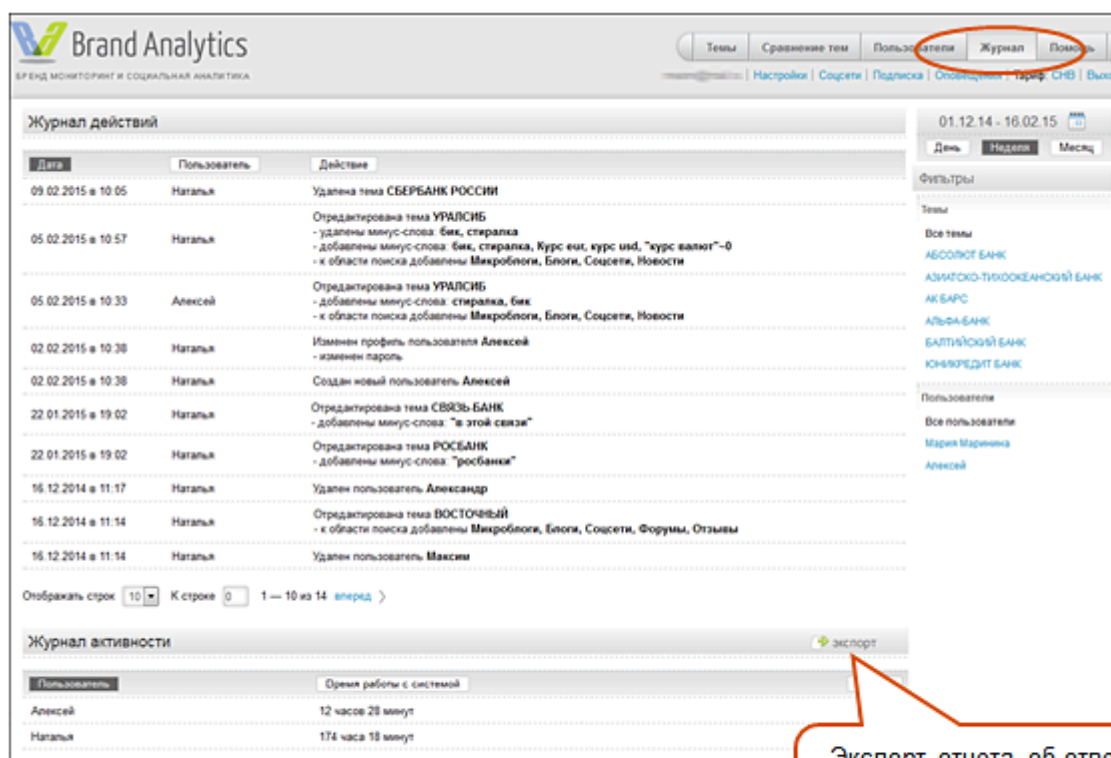 Brand Analytics
БРЕНД МОНИТОРИНГ И СОЦИАЛЬНАЯ АНАЛИТИКА
Темы Сравнение тем Пользователи Журнал Помощь
Настройки | Соцсети | Подписка | Оповещения | Тариф: СНВ |
Журнал действий
Дата Пользователь Действие
09.02.2015 в 10:05 Наталья Удалена тема СБЕРБАНК РОССИИ
05.02.2015 в 10:57 Наталья Отредактирована тема УРАЛСИБ
- удалены минус-слова: бик, стиралка
- добавлены минус-слова: бик, стиралка, Курс eur, курс usd, "курс валют"~0
- к области поиска добавлены Микроблоги, Блоги, Соцсети, Новости
05.02.2015 в 10:33 Алексей Отредактирована тема УРАЛСИБ
- добавлены минус-слова: стиралка, бик
- к области поиска добавлены Микроблоги, Блоги, Соцсети, Новости
02.02.2015 в 10:38 Наталья Изменен профиль пользователя Алексей
- изменен пароль
02.02.2015 в 10:38 Наталья Создан новый пользователь Алексей
22.01.2015 в 19:02 Наталья Отредактирована тема СВЯЗЬ-БАНК
- добавлены минус-слова: "в этой связи"
22.01.2015 в 19:02 Наталья Отредактирована тема РОСБАНК
- добавлены минус-слова: "росбанки"
16.12.2014 в 11:17 Наталья Удален пользователь Александр
16.12.2014 в 11:14 Наталья Отредактирована тема ВОСТОЧНЫЙ
- к области поиска добавлены Микроблоги, Блоги, Соцсети, Форумы, Отзывы
16.12.2014 в 11:14 Наталья Удален пользователь Максим
Отображать строк 10 К строке 0 1 — 10 из 14 вперед
01.12.14 - 16.02.15
День Неделя Месяц
Фильтры
Темы
Все темы
АБСОЛЮТ БАНК
АЗИАТСКО-ТИХООКЕАНСКИЙ БАНК
АК БАРС
АЛЬФА-БАНК
БАЛТИЙСКИЙ БАНК
ЮНИКРЕДИТ БАНК
Пользователи
Все пользователи
Мария Маринина
Алексей
Журнал активности экспорт
Пользователь Время работы с системой
Алексей 12 часов 28 минут
Наталья 174 часа 18 минут
Экспорт отчета об